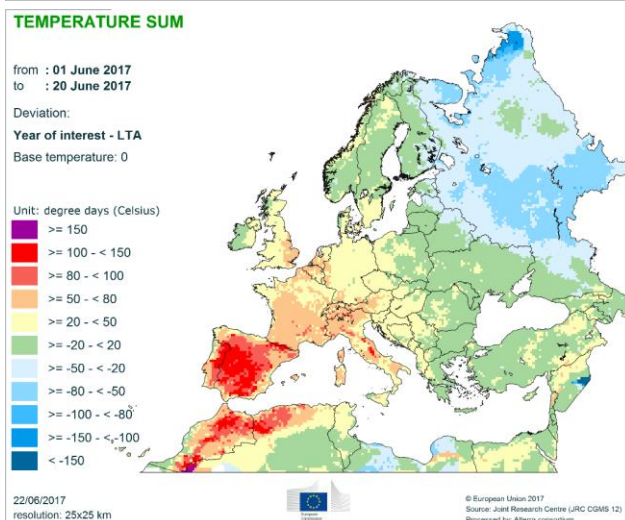 TEMPERATURE SUM
from : 01 June 2017
to : 20 June 2017
Deviation:
Year of interest - LTA
Base temperature: 0
Unit: degree days (Celsius)
>= 150
>= 100 - < 150
>= 80 - < 100
>= 50 - < 80
>= 20 - < 50
>= -20 - < 20
>= -50 - < -20
>= -80 - < -50
>= -100 - < -80
>= -150 - < -100
< -150
22/06/2017
resolution: 25x25 km
European
Commission
© European Union 2017
Source: Joint Research Centre (JRC CGMS 12)
Processed by: Alterra consortium